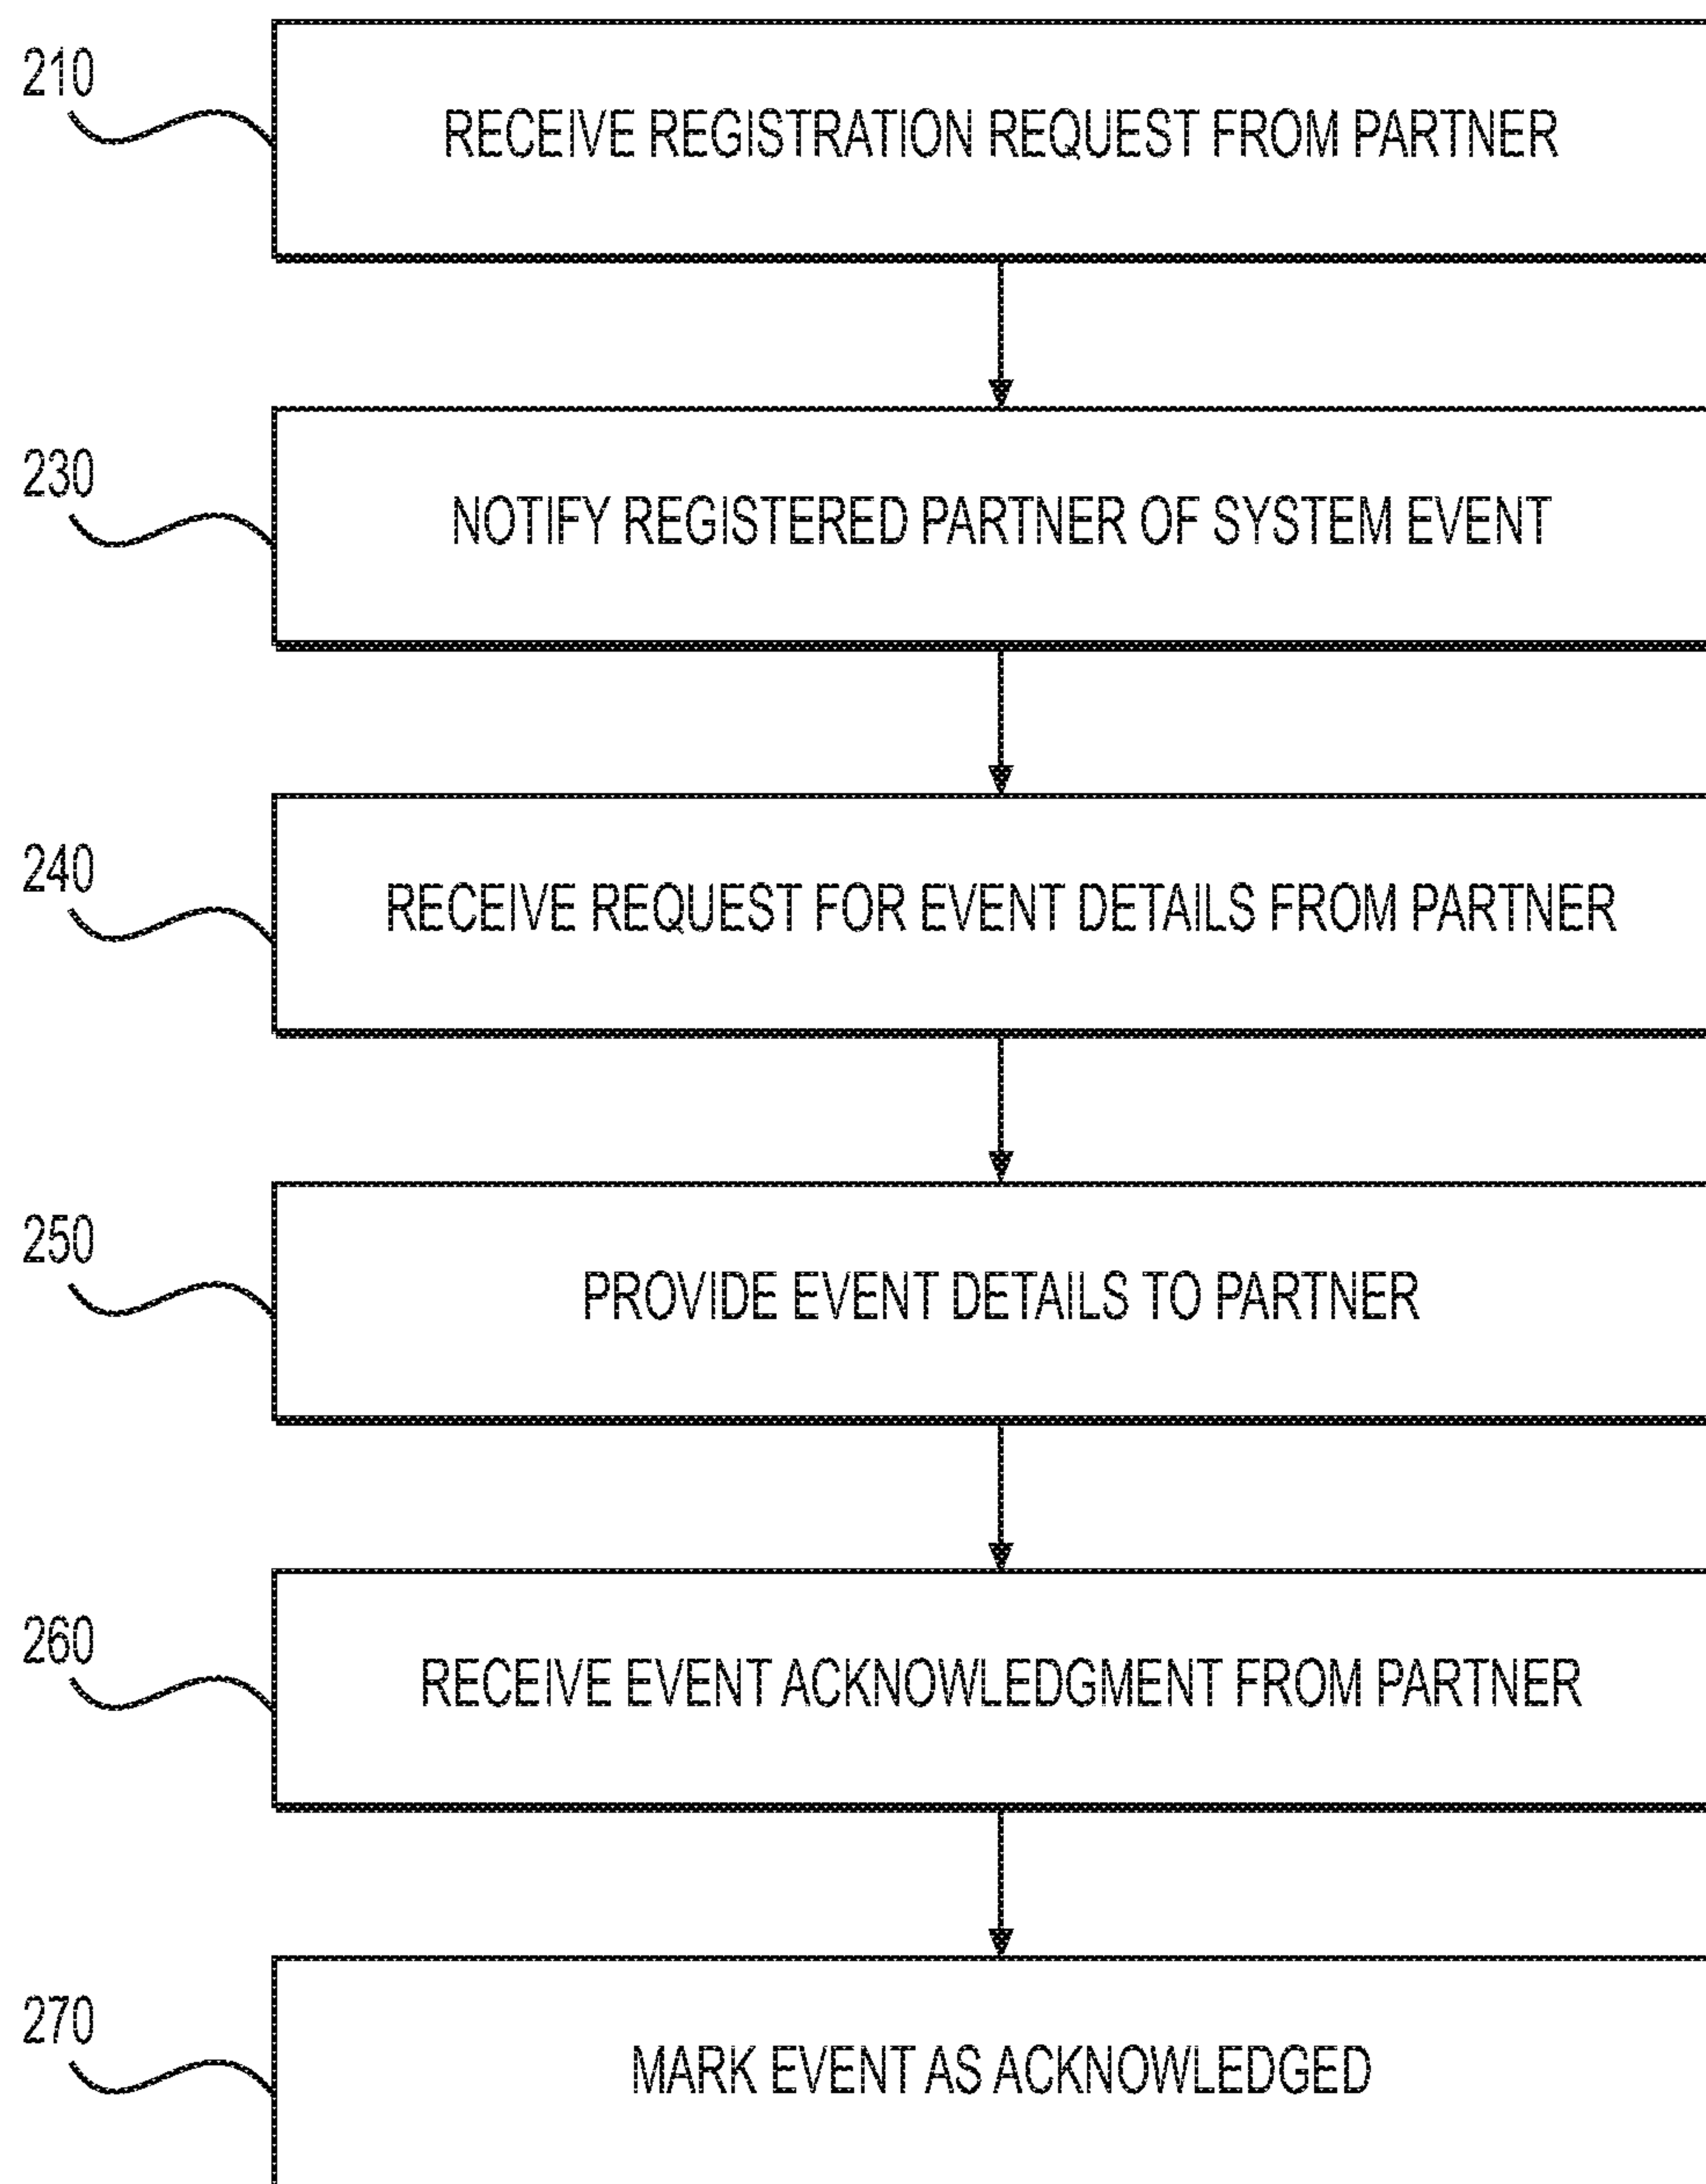 210
RECEIVE REGISTRATION REQUEST FROM PARTNER
230
NOTIFY REGISTERED PARTNER OF SYSTEM EVENT
240
RECEIVE REQUEST FOR EVENT DETAILS FROM PARTNER
250
PROVIDE EVENT DETAILS TO PARTNER
260
RECEIVE EVENT ACKNOWLEDGMENT FROM PARTNER
270
MARK EVENT AS ACKNOWLEDGED